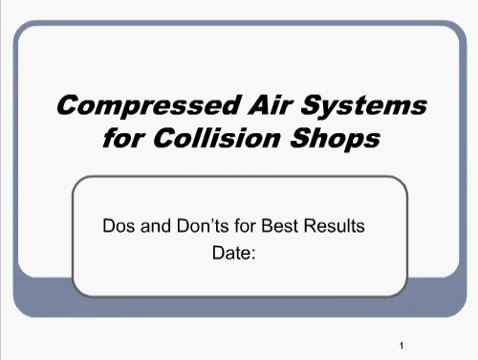 Compressed Air Systems
for Collision Shops
Dos and Don'ts for Best Results
Date:
1